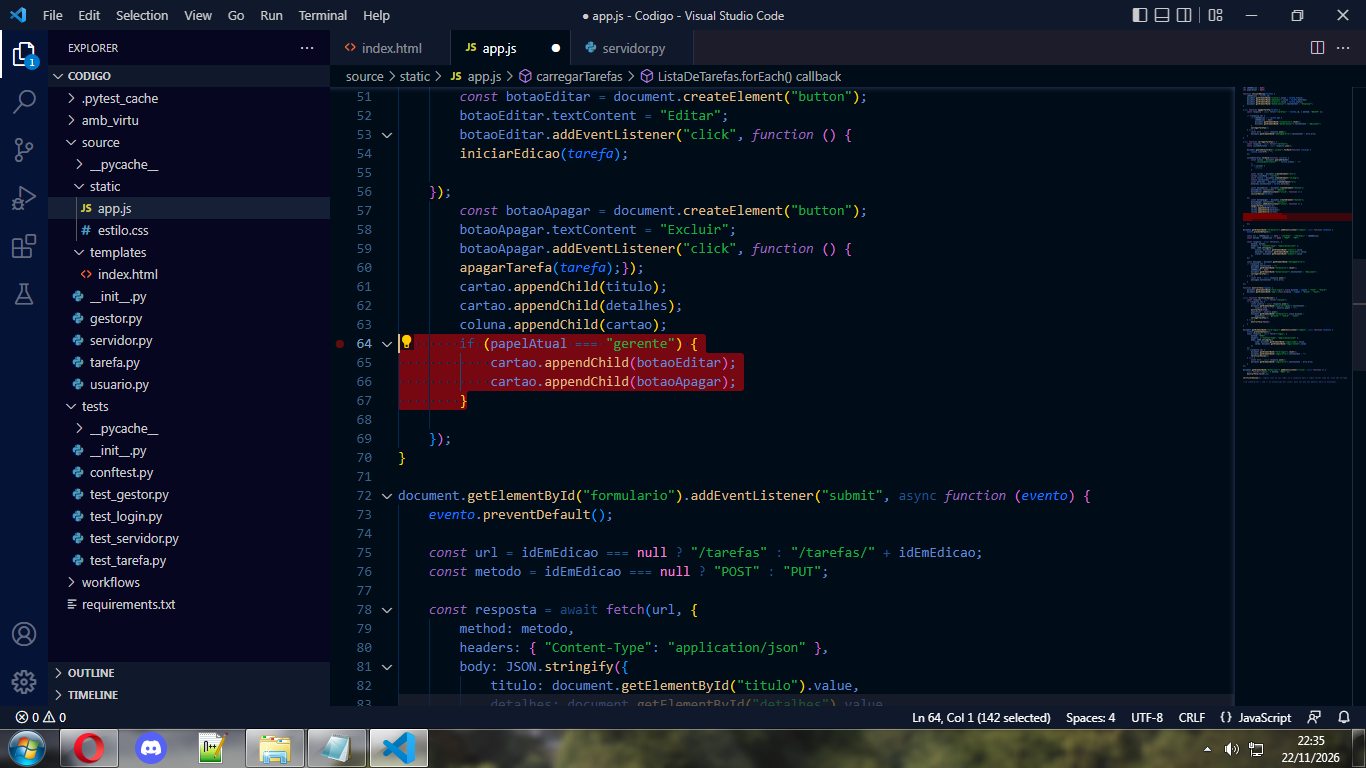 File Edit Selection View Go Run Terminal Help
● app.js - Codigo - Visual Studio Code
EXPLORER
index.html
JS app.js
servidor.py
CODIGO
source > static > JS app.js > carregarTarefas > ListaDeTarefas.forEach() callback
.pytest_cache
amb_virtu
source
__pycache__
static
JS app.js
# estilo.css
templates
<> index.html
__init__.py
gestor.py
servidor.py
tarefa.py
usuario.py
tests
__pycache__
__init__.py
conftest.py
test_gestor.py
test_login.py
test_servidor.py
test_tarefa.py
workflows
requirements.txt
OUTLINE
TIMELINE
1
51 const botaoEditar = document.createElement("button");
52 botaoEditar.textContent = "Editar";
53 botaoEditar.addEventListener("click", function () {
54 iniciarEdicao(tarefa);
55
56 });
57 const botaoApagar = document.createElement("button");
58 botaoApagar.textContent = "Excluir";
59 botaoApagar.addEventListener("click", function () {
60 apagarTarefa(tarefa);});
61 cartao.appendChild(titulo);
62 cartao.appendChild(detalhes);
63 coluna.appendChild(cartao);
64 if (papelAtual === "gerente") {
65 cartao.appendChild(botaoEditar);
66 cartao.appendChild(botaoApagar);
67 }
68
69 });
70 }
71
72 document.getElementById("formulario").addEventListener("submit", async function (evento) {
73 evento.preventDefault();
74
75 const url = idEmEdicao === null ? "/tarefas" : "/tarefas/" + idEmEdicao;
76 const metodo = idEmEdicao === null ? "POST" : "PUT";
77
78 const resposta = await fetch(url, {
79 method: metodo,
80 headers: { "Content-Type": "application/json" },
81 body: JSON.stringify({
82 titulo: document.getElementById("titulo").value,
83 detalhes: document.getElementById("detalhes").value
0 0
Ln 64, Col 1 (142 selected) Spaces: 4 UTF-8 CRLF {} JavaScript
22:35
22/11/2026